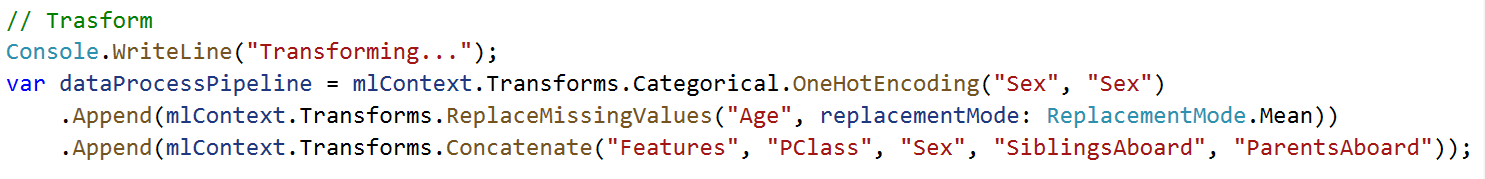 // Trasform
Console.WriteLine("Transforming...");
var dataProcessPipeline = mlContext.Transforms.Categorical.OneHotEncoding("Sex", "Sex")
    .Append(mlContext.Transforms.ReplaceMissingValues("Age", replacementMode: ReplacementMode.Mean))
    .Append(mlContext.Transforms.Concatenate("Features", "PClass", "Sex", "SiblingsAboard", "ParentsAboard"));